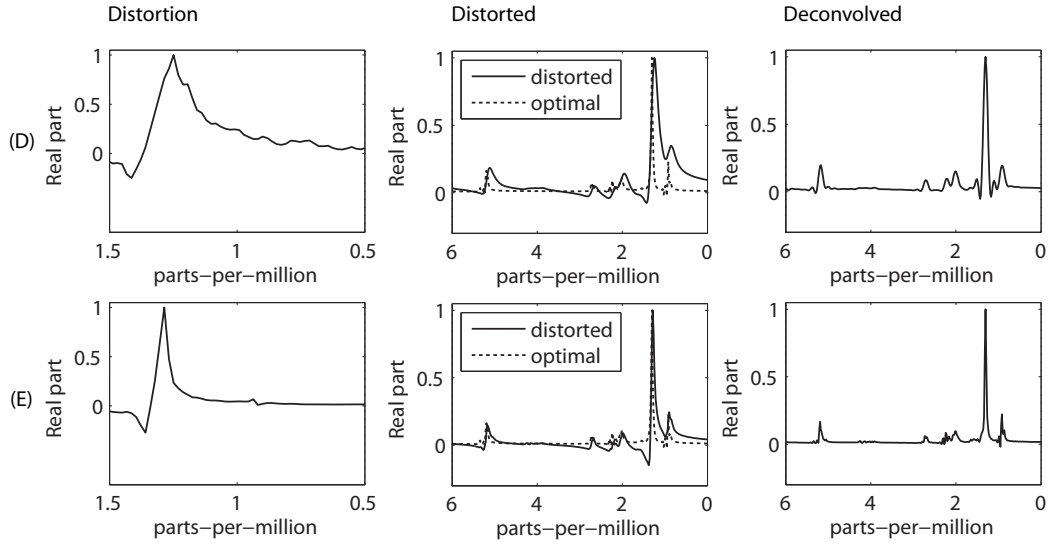 Distortion
Distorted
Deconvolved
(D)
Real part
1
0.5
0
1.5
1
0.5
parts−per−million
Real part
1
0.5
0
distorted
optimal
6
4
2
0
parts−per−million
Real part
1
0.5
0
6
4
2
0
parts−per−million
(E)
Real part
1
0.5
0
1.5
1
0.5
parts−per−million
Real part
1
0.5
0
distorted
optimal
6
4
2
0
parts−per−million
Real part
1
0.5
0
6
4
2
0
parts−per−million